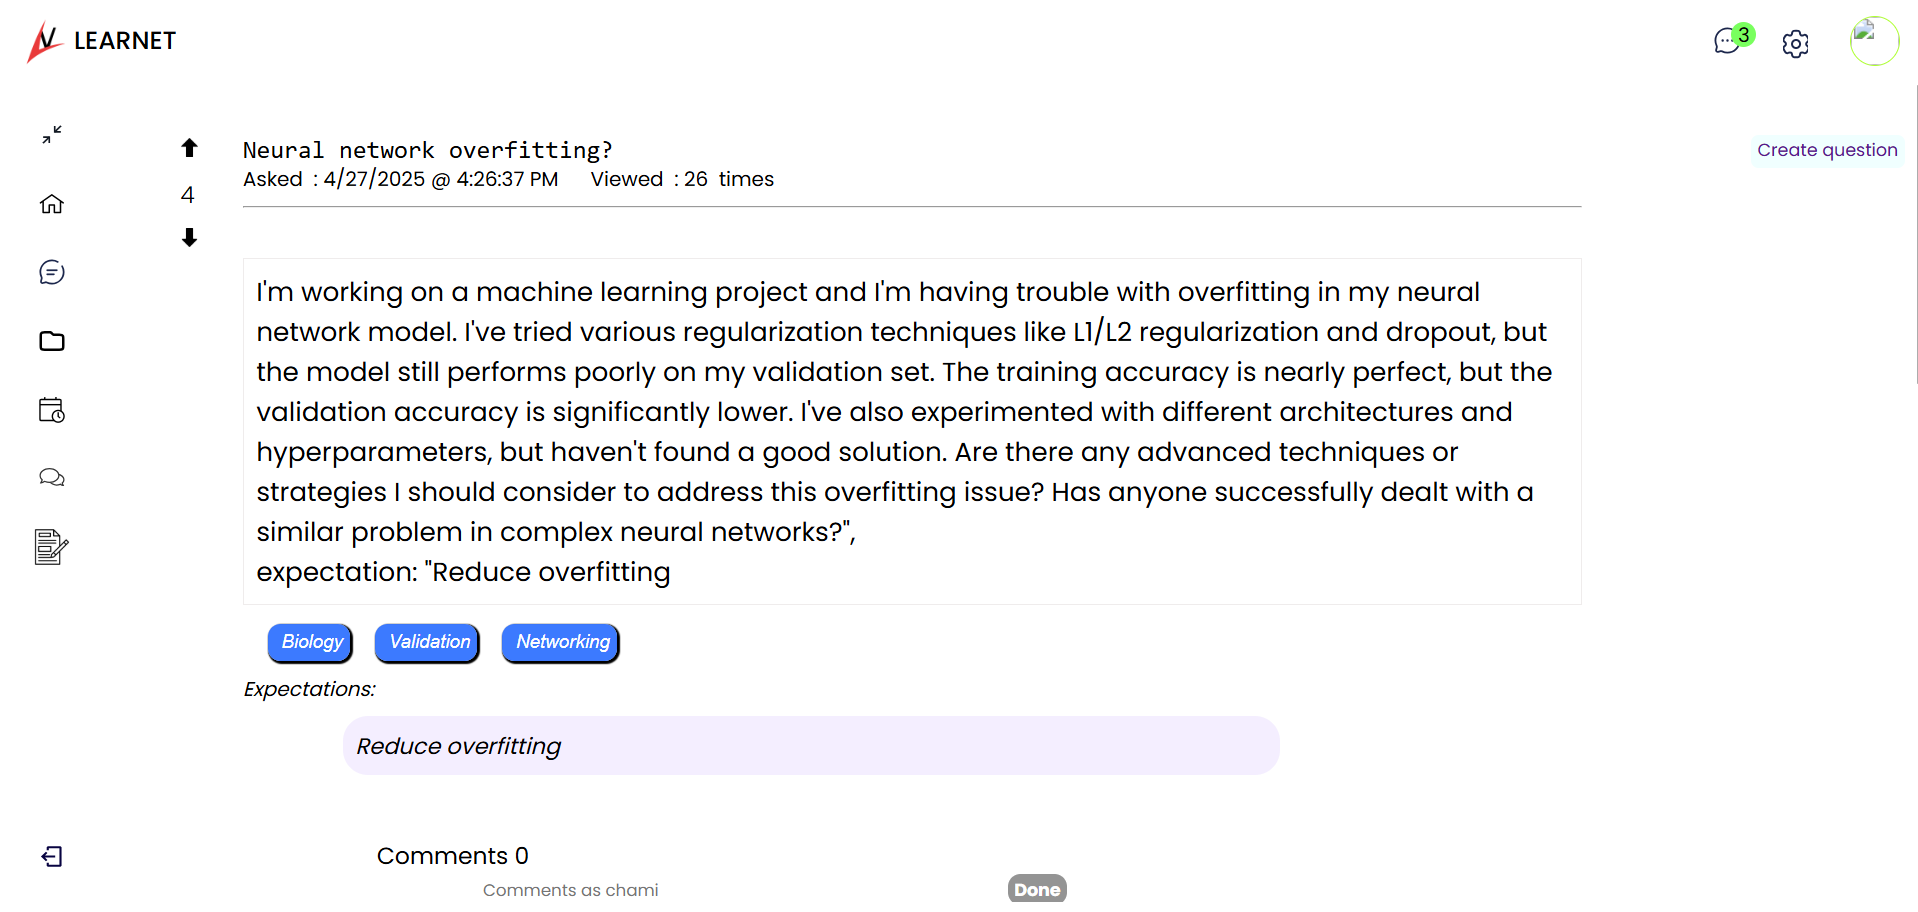 LEARNET
3
Neural network overfitting?
Create question
Asked : 4/27/2025 @ 4:26:37 PM Viewed : 26 times
4
I'm working on a machine learning project and I'm having trouble with overfitting in my neural
network model. I've tried various regularization techniques like L1/L2 regularization and dropout, but
the model still performs poorly on my validation set. The training accuracy is nearly perfect, but the
validation accuracy is significantly lower. I've also experimented with different architectures and
hyperparameters, but haven't found a good solution. Are there any advanced techniques or
strategies I should consider to address this overfitting issue? Has anyone successfully dealt with a
similar problem in complex neural networks?",
expectation: "Reduce overfitting
Biology Validation Networking
Expectations:
Reduce overfitting
Comments 0
Comments as chami Done